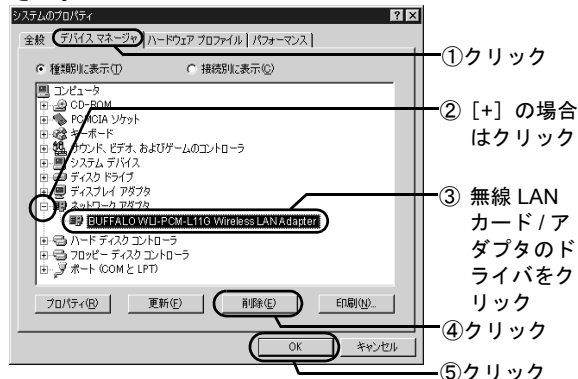 システムのプロパティ
全般 デバイス マネージャ ハードウェア プロファイル パフォーマンス
種類別に表示(T) 接続別に表示(C)
コンピュータ
CD-ROM
PCMCIA ソケット
キーボード
サウンド、ビデオ、およびゲームのコントローラ
システム デバイス
ディスク ドライブ
ディスプレイ アダプタ
ネットワーク アダプタ
BUFFALO WLI-PCM-L11G Wireless LAN Adapter
ハード ディスク コントローラ
フロッピー ディスク コントローラ
ポート (COM と LPT)
プロパティ(R) 更新(F) 削除(E) 印刷(N)...
OK キャンセル
①クリック
② [+] の場合
はクリック
③ 無線 LAN
カード / ア
ダプタのド
ライバをク
リック
④クリック
⑤クリック